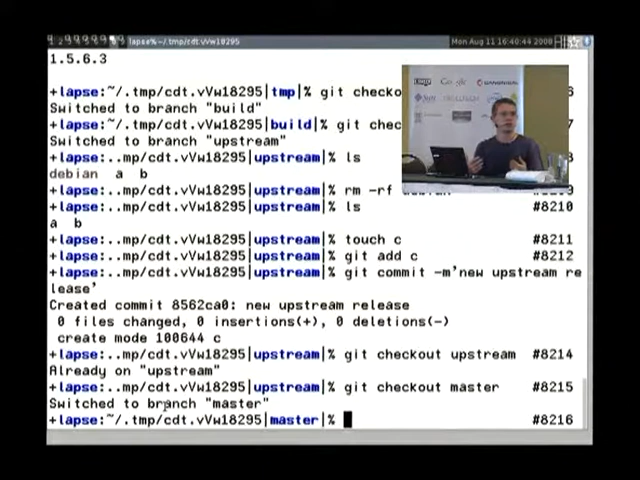 lapse% ~/.tmp/cdt.vVw18295
Mon Aug 11 16:40:44 2008
1.5.6.3
+lapse:~/.tmp/cdt.vVw18295|tmp|% git checko
Switched to branch "build"
+lapse:~/.tmp/cdt.vVw18295|build|% git chec
Switched to branch "upstream"
+lapse:..mp/cdt.vVw18295|upstream|% ls
debian a b
+lapse:..mp/cdt.vVw18295|upstream|% rm -rf
+lapse:..mp/cdt.vVw18295|upstream|% ls #8210
a b
+lapse:..mp/cdt.vVw18295|upstream|% touch c #8211
+lapse:..mp/cdt.vVw18295|upstream|% git add c #8212
+lapse:..mp/cdt.vVw18295|upstream|% git commit -m'new upstream re
lease'
Created commit 8562ca0: new upstream release
0 files changed, 0 insertions(+), 0 deletions(-)
create mode 100644 c
+lapse:..mp/cdt.vVw18295|upstream|% git checkout upstream #8214
Already on "upstream"
+lapse:..mp/cdt.vVw18295|upstream|% git checkout master #8215
Switched to branch "master"
+lapse:~/.tmp/cdt.vVw18295|master|% #8216
Google